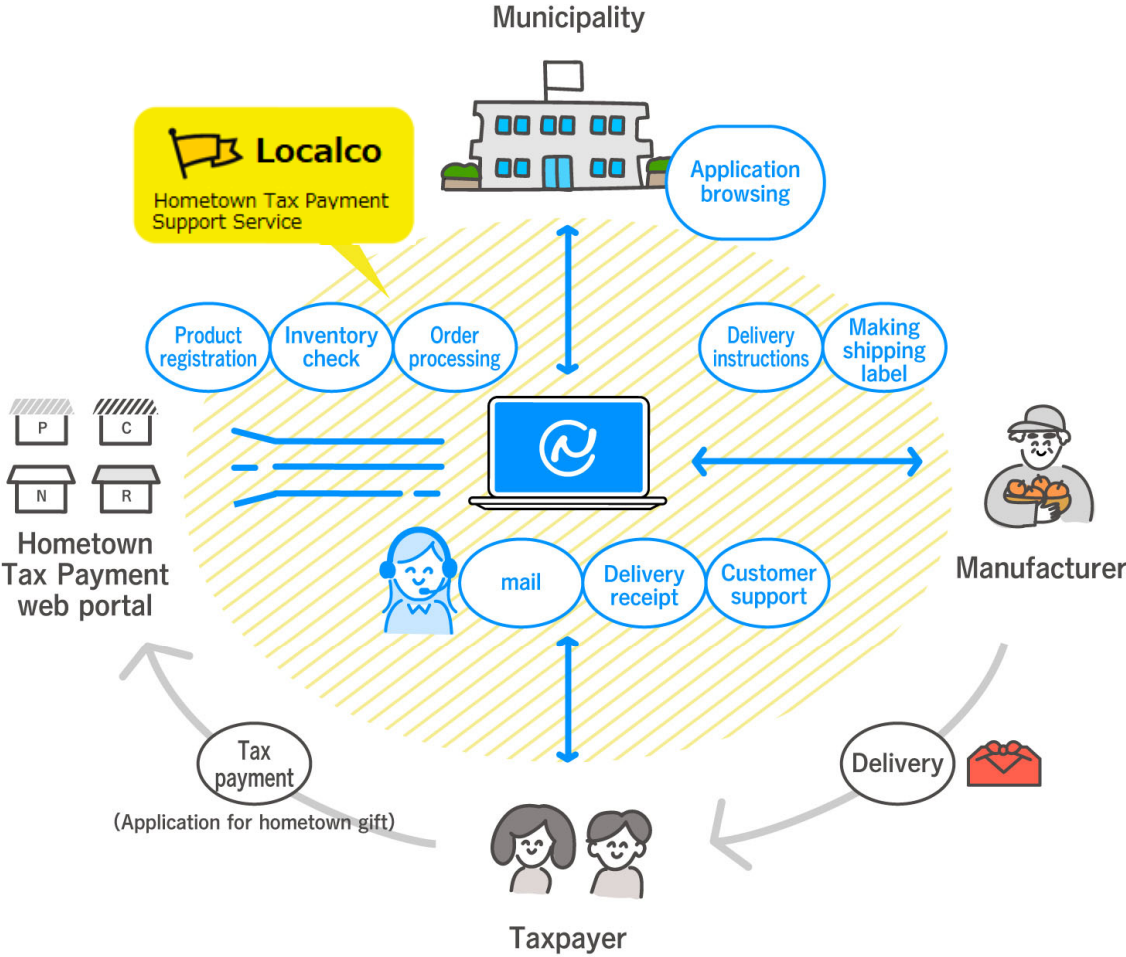 Municipality
Localco
Hometown Tax Payment
Support Service
Application
browsing
Product
registration
Inventory
check
Order
processing
Delivery
instructions
Making
shipping
label
P
C
N
R
Hometown
Tax Payment
web portal
Manufacturer
mail
Delivery
receipt
Customer
support
Tax
payment
(Application for hometown gift)
Delivery
Taxpayer